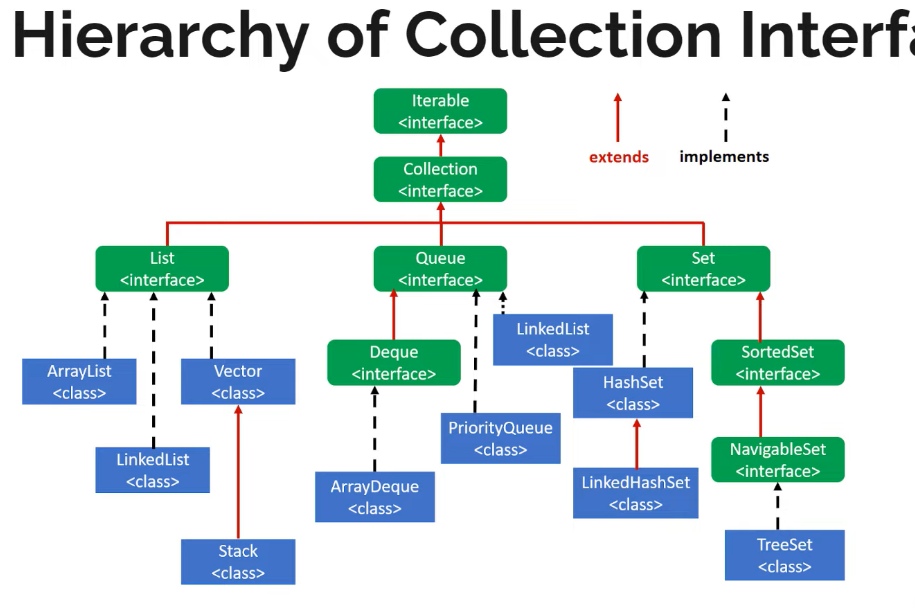 Hierarchy of Collection Interfa
Iterable
<interface>
extends
implements
Collection
<interface>
List
<interface>
Queue
<interface>
Set
<interface>
LinkedList
<class>
Deque
<interface>
SortedSet
<interface>
ArrayList
<class>
Vector
<class>
HashSet
<class>
PriorityQueue
<class>
NavigableSet
<interface>
LinkedList
<class>
ArrayDeque
<class>
LinkedHashSet
<class>
Stack
<class>
TreeSet
<class>